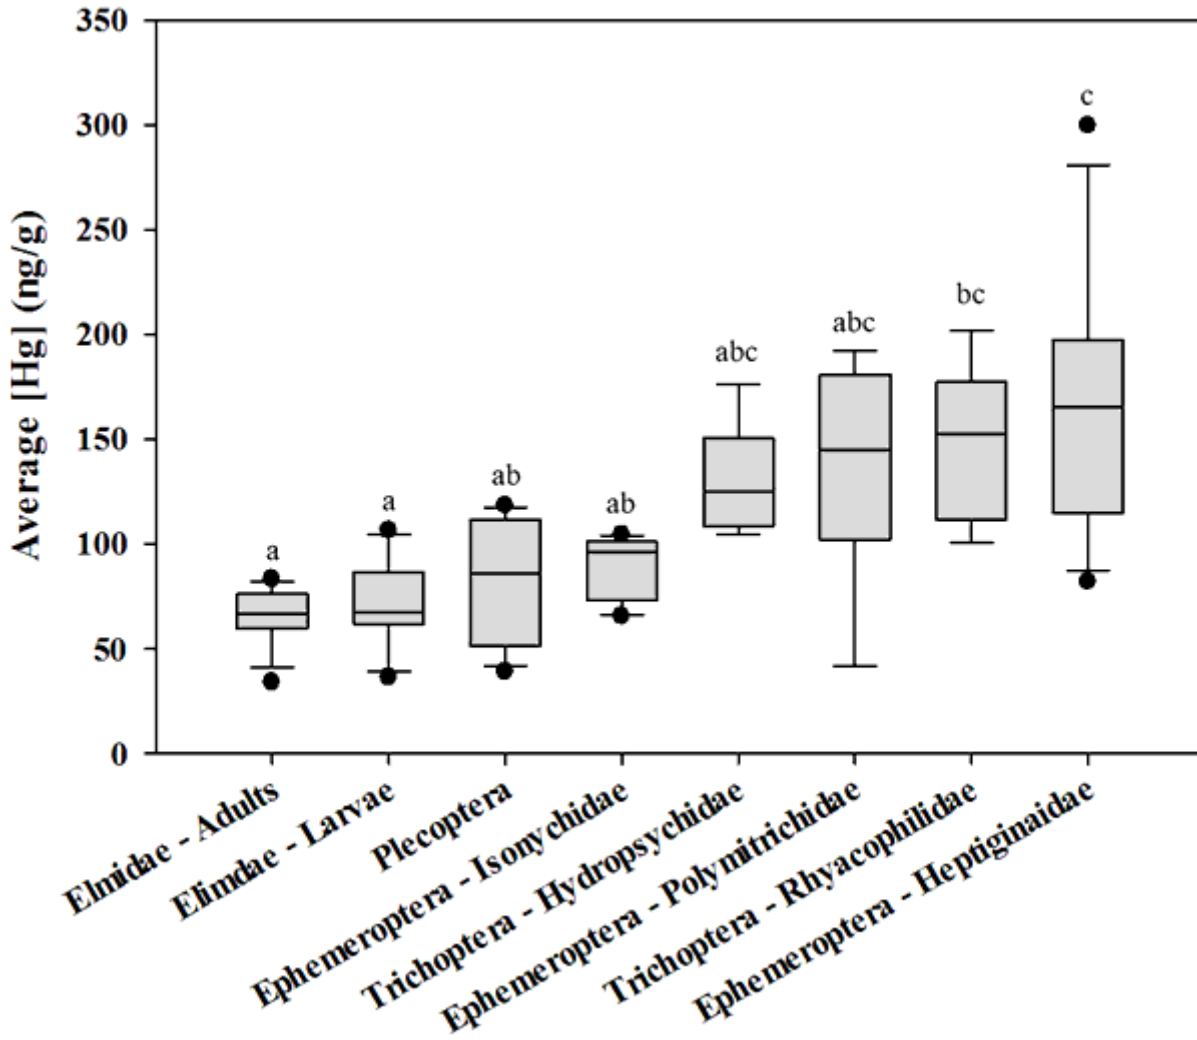 350
300
250
200
150
100
50
0
Average [Hg] (ng/g)
a
a
ab
ab
abc
abc
bc
c
Elmidae - Adults
Elimdae - Larvae
Plecoptera
Ephemeroptera - Isonychidae
Trichoptera - Hydropsychidae
Ephemeroptera - Polymitrichidae
Trichoptera - Rhyacophilidae
Ephemeroptera - Heptiginaidae